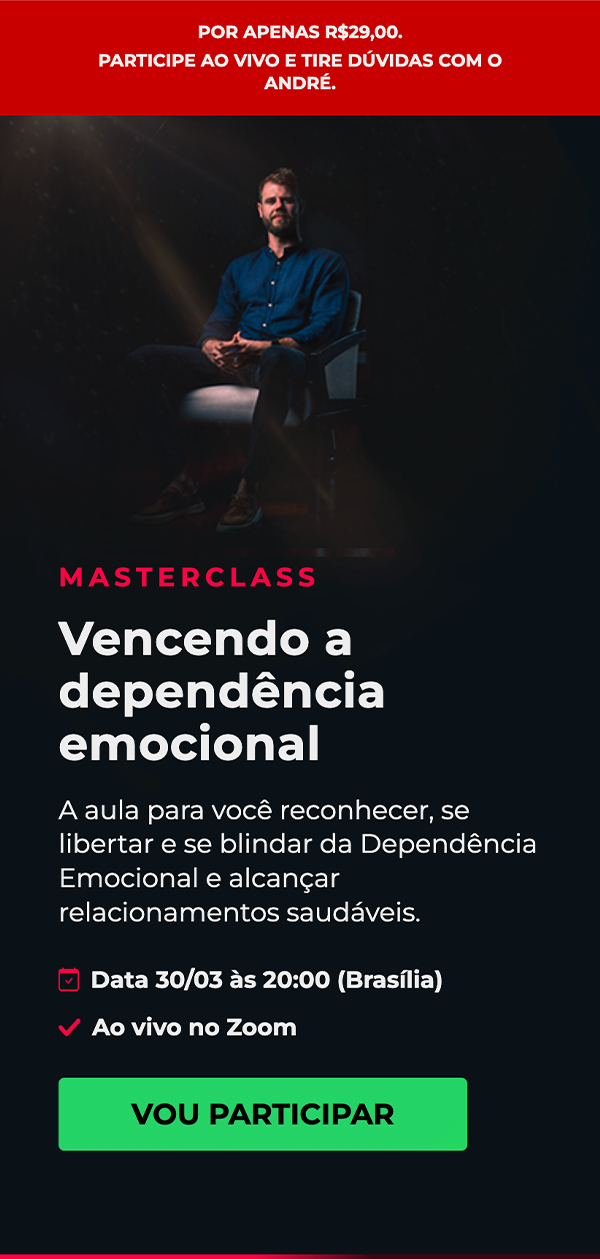 POR APENAS R$29,00.
PARTICIPE AO VIVO E TIRE DÚVIDAS COM O
ANDRÉ.
MASTERCLASS
Vencendo a
dependência
emocional
A aula para você reconhecer, se
libertar e se blindar da Dependência
Emocional e alcançar
relacionamentos saudáveis.
Data 30/03 às 20:00 (Brasília)
Ao vivo no Zoom
VOU PARTICIPAR